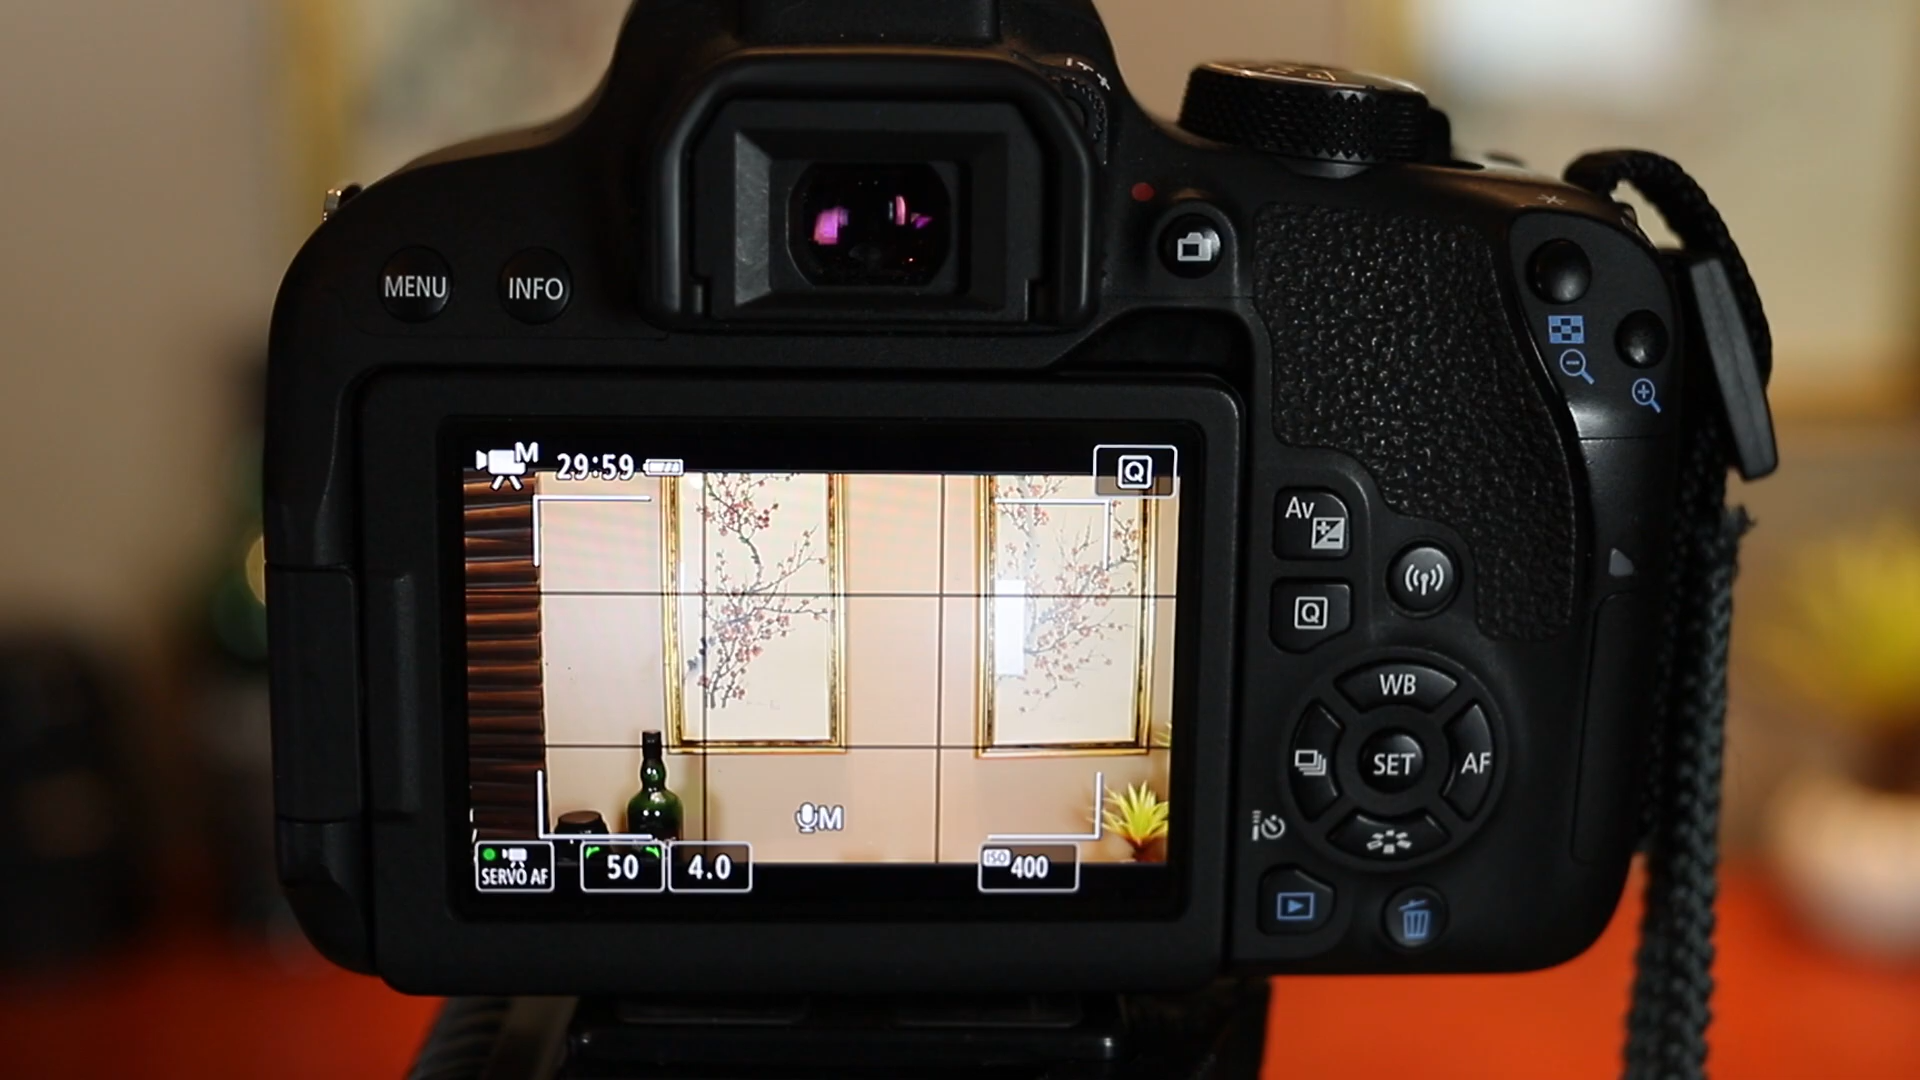 MENU
INFO
M
29:59
Q
Av
Q
WB
SET
AF
M
SERVO AF
50
4.0
ISO 400